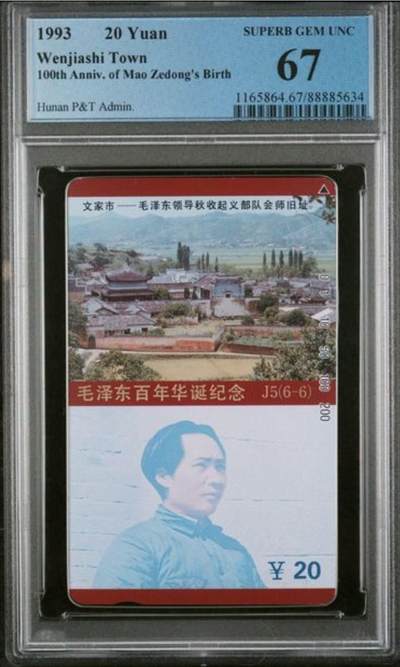 1993 20 Yuan SUPERB GEM UNC
Wenjiashi Town 67
100th Anniv. of Mao Zedong's Birth
Hunan P&T Admin. 1165864.67/88885634
文家市——毛泽东领导秋收起义部队会师旧址
毛泽东百年华诞纪念 J5(6-6)
¥ 20